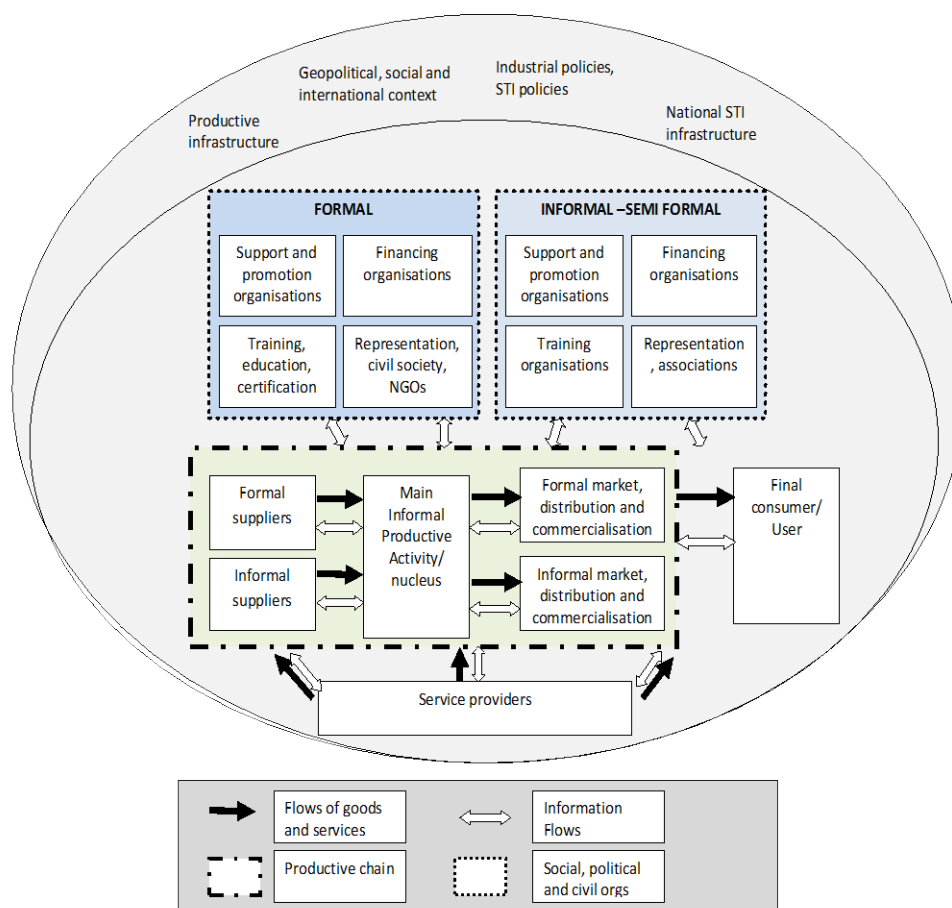 Geopolitical, social and
international context
Industrial policies,
STI policies
Productive
infrastructure
National STI
infrastructure
FORMAL
Support and
promotion
organisations
Financing
organisations
Training,
education,
certification
Representation,
civil society,
NGOs
INFORMAL –SEMI FORMAL
Support and
promotion
organisations
Financing
organisations
Training
organisations
Representation
, associations
Formal
suppliers
Informal
suppliers
Main
Informal
Productive
Activity/
nucleus
Formal market,
distribution and
commercialisation
Informal market,
distribution and
commercialisation
Final
consumer/
User
Service providers
Flows of goods
and services
Information
Flows
Productive chain
Social, political
and civil orgs